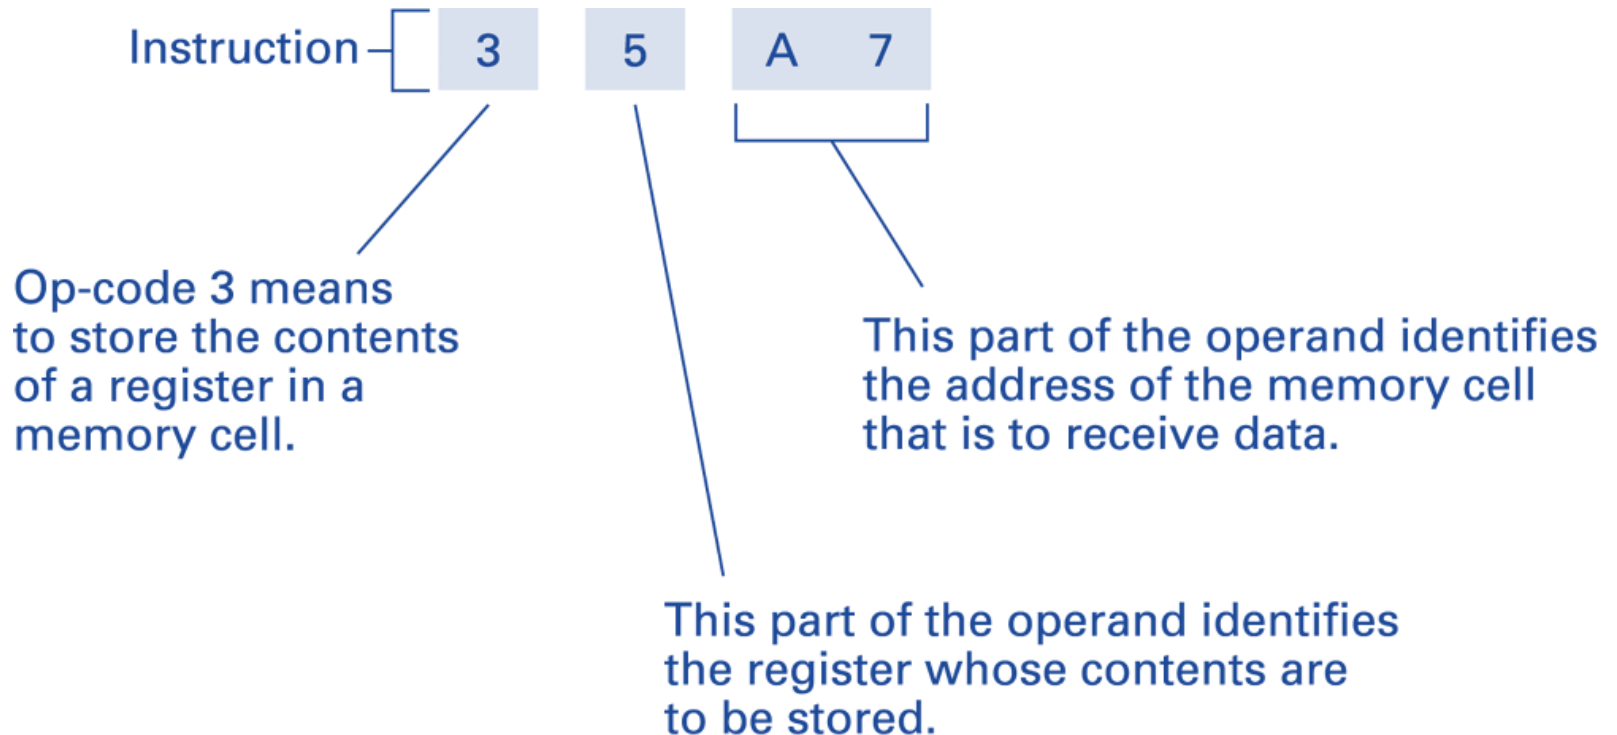 Instruction 3 5 A 7
Op-code 3 means
to store the contents
of a register in a
memory cell.
This part of the operand identifies
the address of the memory cell
that is to receive data.
This part of the operand identifies
the register whose contents are
to be stored.